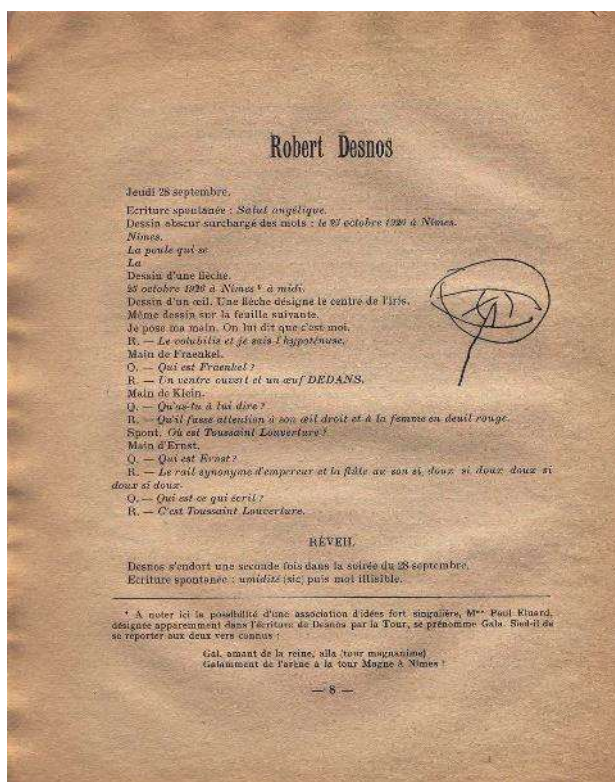 Robert Desnos
Jeudi 28 septembre.
Ecriture spontanée : Salut angélique.
Dessin obscur surchargé des mots : le 27 octobre 1926 à Nîmes.
Nîmes.
La poule qui se
La
Dessin d'une flèche.
25 octobre 1926 à Nîmes * à midi.
Dessin d'un œil. Une flèche désigne le centre de l'iris.
Même dessin sur la feuille suivante.
Je pose ma main. On lui dit que c'est moi.
R. — Le volubilis et je sais l'hypoténuse.
Main de Fraenkel.
Q. — Qui est Fraenkel ?
R. — Un ventre ouvert et un œuf DEDANS.
Main de Klein.
Q. — Qu'as-tu à lui dire ?
R. — Qu'il fasse attention à son œil droit et à la femme en deuil rouge.
Spont. Où est Toussaint Louverture ?
Main d'Ernst.
Q. — Qui est Ernst ?
R. — Le rail synonyme d'empereur et la flûte au son si, doux si doux doux si
doux si doux.
Q. — Qui est ce qui écrit ?
R. — C'est Toussaint Louverture.
RÉVEIL
Desnos s'endort une seconde fois dans la soirée du 28 septembre.
Ecriture spontanée : umidité (sic) puis mot illisible.
* A noter ici la possibilité d'une association d'idées fort singulière, Mme Paul Eluard,
désignée apparemment dans l'écriture de Desnos par la Tour, se prénomme Gala. Sied-il de
se reporter aux deux vers connus :
Gal, amant de la reine, alla (tour magnanime)
Galamment de l'arène à la tour Magne à Nîmes !
— 8 —